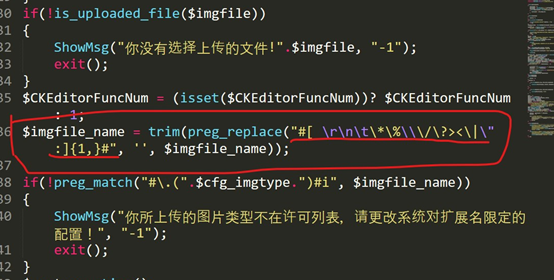 30 if(!is_uploaded_file($imgfile))
31 {
32     ShowMsg("你没有选择上传的文件!".$imgfile, "-1");
33     exit();
34 }
35 $CKEditorFuncNum = (isset($CKEditorFuncNum))? $CKEditorFuncNum
    : 1;
36 $imgfile_name = trim(preg_replace("#[ \r\n\t\*\%\\\/\?><\|\"
    :]{1,}#", '', $imgfile_name));
37
38 if(!preg_match("#\.(".$cfg_imgtype.")#i", $imgfile_name))
39 {
40     ShowMsg("你所上传的图片类型不在许可列表，请更改系统对扩展名限定的
    配置！", "-1");
41     exit();
42 }